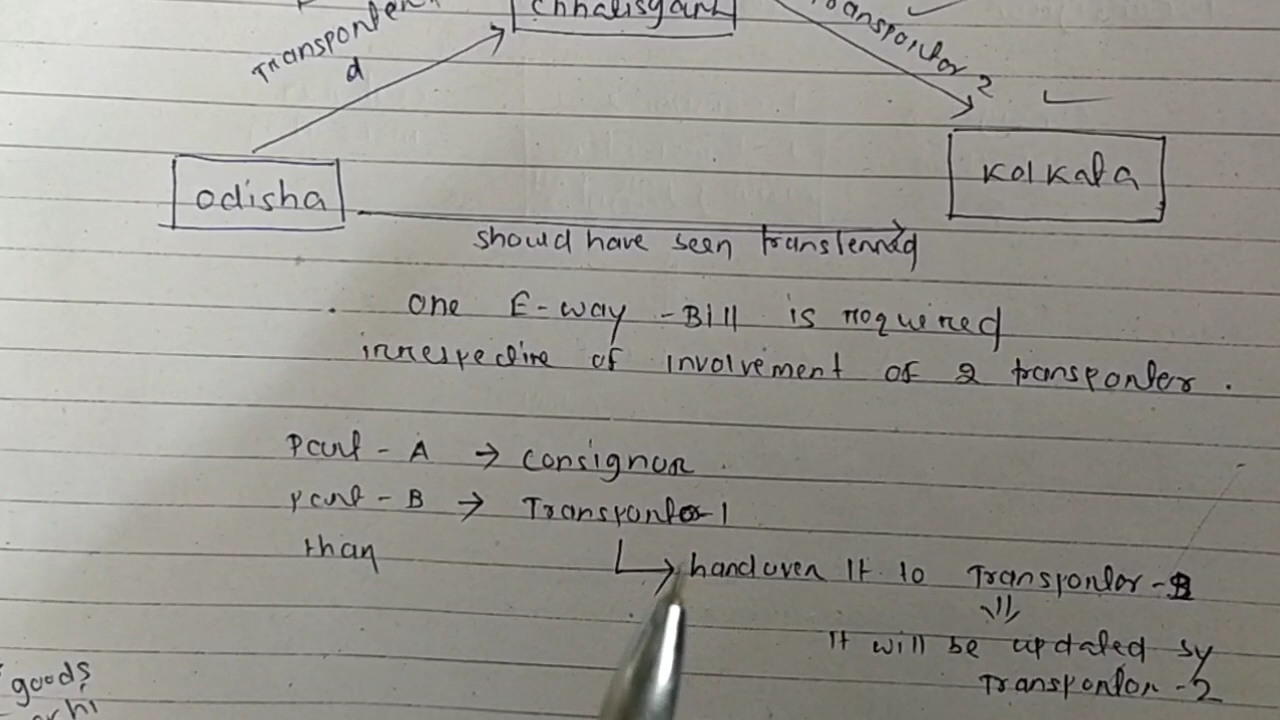 Chhatisgarh
Transporter
1
Transporter 2
Odisha
Kolkata
should have been transferred
One E-way -Bill is required
irrespective of involvement of 2 transporter.
Part - A → Consignor
Part - B → Transporter-1
than
handover It to Transporter-2
It will be updated by
Transporter -2
goods